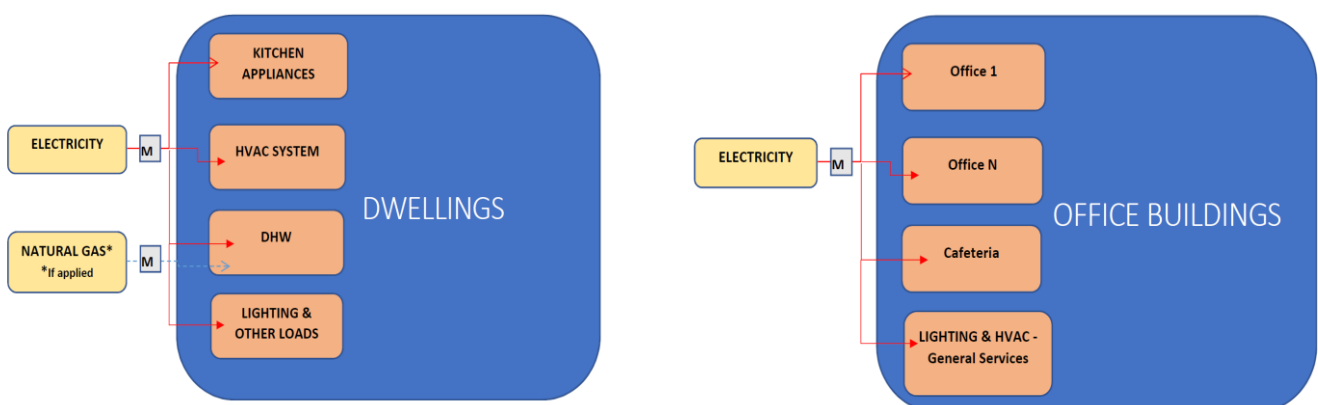 KITCHEN
APPLIANCES
ELECTRICITY
M
HVAC SYSTEM
DWELLINGS
DHW
NATURAL GAS*
*If applied
M
LIGHTING &
OTHER LOADS
Office 1
ELECTRICITY
M
Office N
OFFICE BUILDINGS
Cafeteria
LIGHTING & HVAC -
General Services